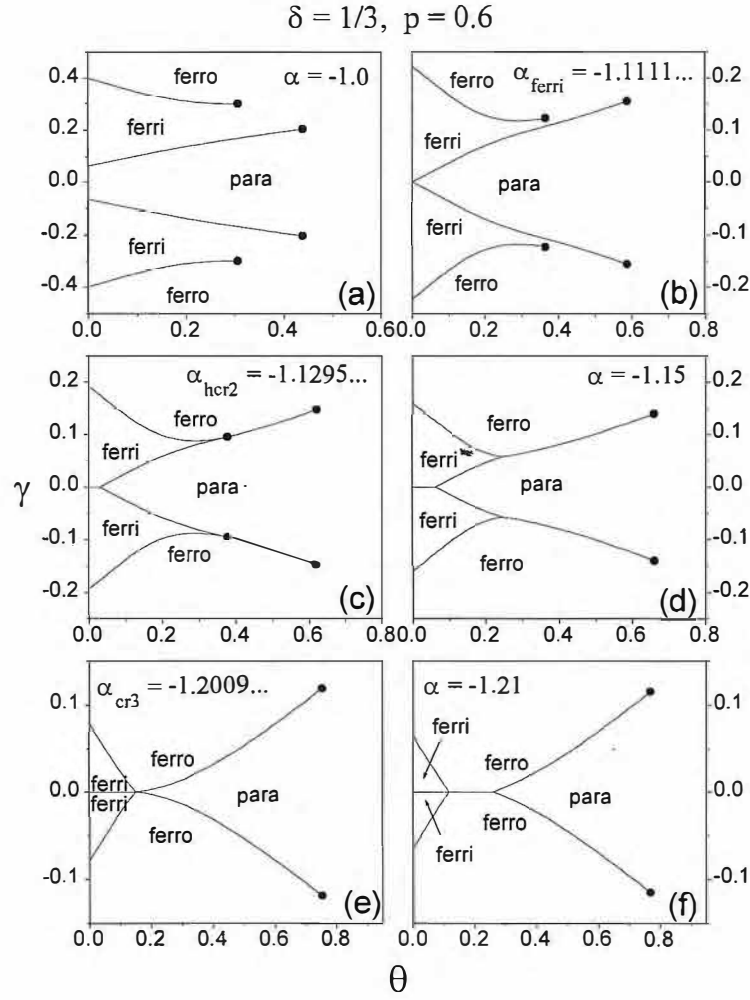 δ = 1/3, p = 0.6
ferro α = -1.0
ferri
para
ferri
ferro
(a)
0.4
0.2
0.0
-0.2
-0.4
0.0 0.2 0.4 0.6
ferro α_ferri = -1.1111...
ferri
para
ferri
ferro
(b)
0.2
0.1
0.0
-0.1
-0.2
0.0 0.2 0.4 0.6 0.8
γ
α_hcr2 = -1.1295...
ferro
ferri
para
ferri
ferro
(c)
0.2
0.1
0.0
-0.1
-0.2
0.0 0.2 0.4 0.6 0.8
α = -1.15
ferro
ferri
para
ferri
ferro
(d)
0.2
0.1
0.0
-0.1
-0.2
0.0 0.2 0.4 0.6 0.8
α_cr3 = -1.2009...
ferro
ferri
ferri
para
ferro
(e)
0.1
0.0
-0.1
0.0 0.2 0.4 0.6 0.8
α = -1.21
ferri
ferro
para
ferro
ferri
(f)
0.1
0.0
-0.1
0.0 0.2 0.4 0.6 0.8
θ